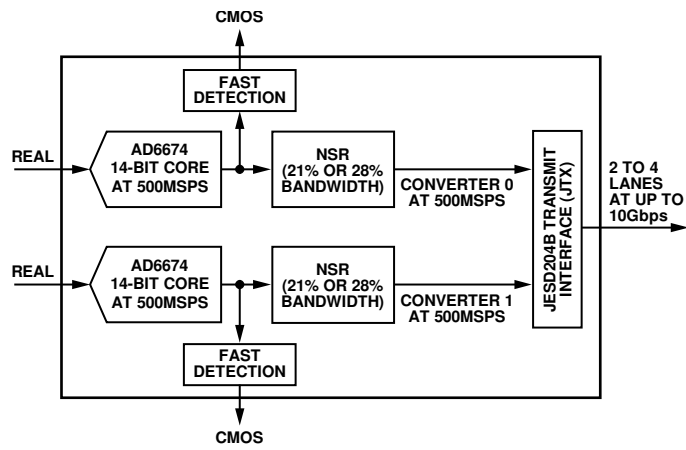 CMOS
FAST
DETECTION
REAL
AD6674
14-BIT CORE
AT 500MSPS
NSR
(21% OR 28%
BANDWIDTH)
CONVERTER 0
AT 500MSPS
JESD204B TRANSMIT
INTERFACE (JTX)
2 TO 4
LANES
AT UP TO
10Gbps
REAL
AD6674
14-BIT CORE
AT 500MSPS
NSR
(21% OR 28%
BANDWIDTH)
CONVERTER 1
AT 500MSPS
FAST
DETECTION
CMOS